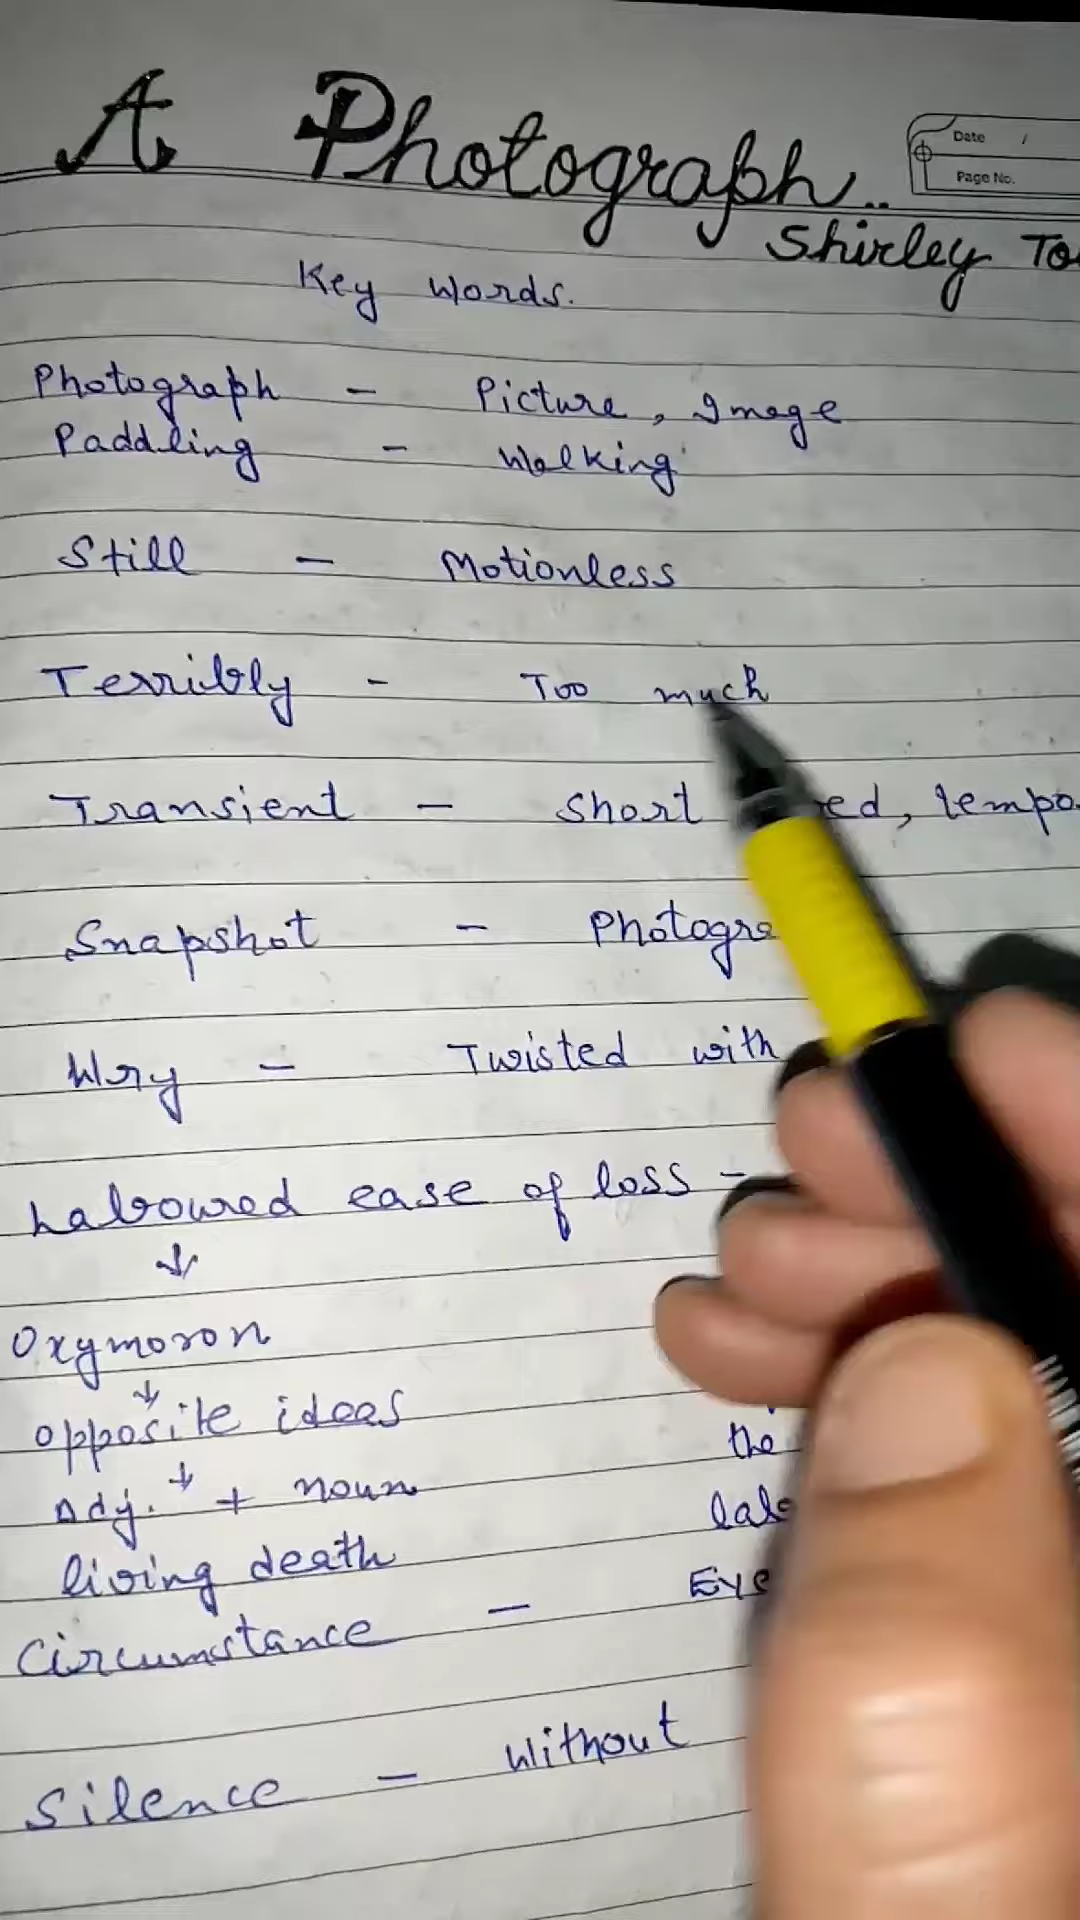 A Photograph..
Date /
Page No.
Shirley To
Key Words.
Photograph - Picture, Image
Paddling - Walking
Still - Motionless
Terribly - Too much
Transient - Short ed, tempo
Snapshot - Photogra
Wry - Twisted with
Laboured ease of loss -
↓
Oxymoron
↓
opposite ideas
the
↓
Adj. + noun
lab
living death
Circumstance - Eve
Silence - Without